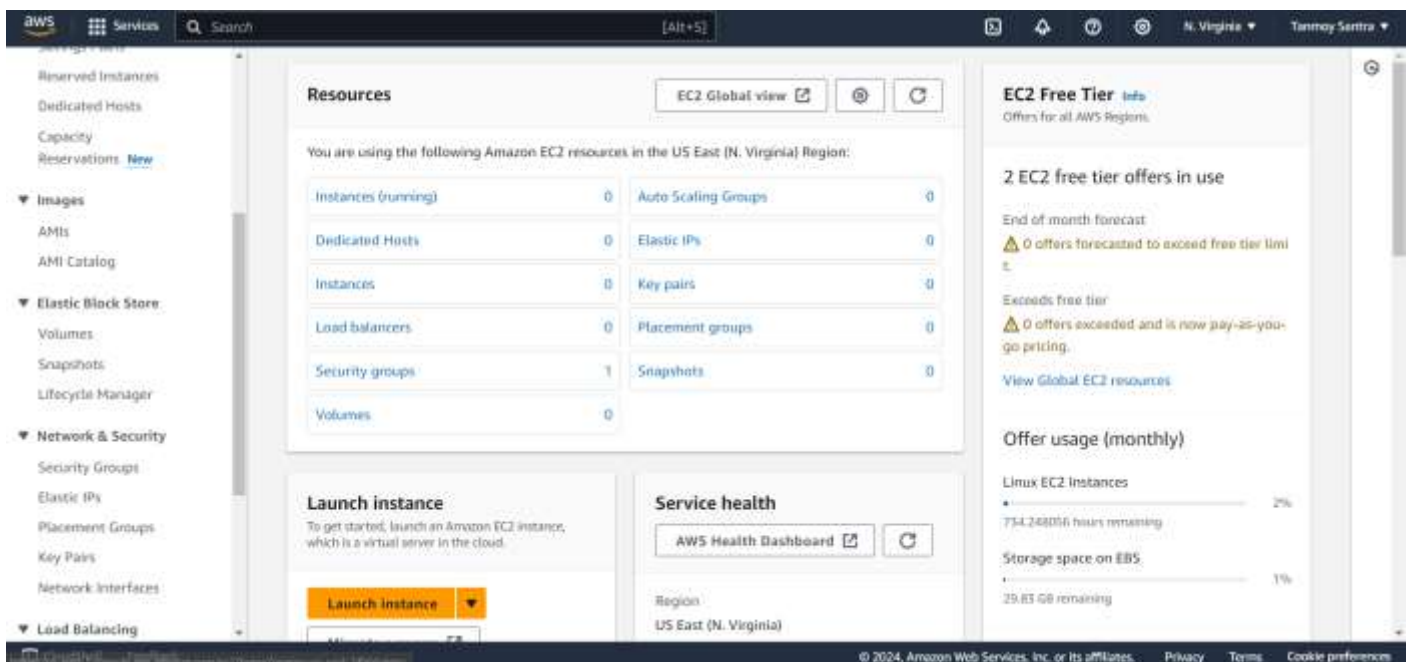 aws
Services
Search
[Alt+S]
N. Virginia
Tanmoy Santra
Reserved Instances
Dedicated Hosts
Capacity
Reservations New
Images
AMIs
AMI Catalog
Elastic Block Store
Volumes
Snapshots
Lifecycle Manager
Network & Security
Security Groups
Elastic IPs
Placement Groups
Key Pairs
Network Interfaces
Load Balancing
Resources
EC2 Global view
You are using the following Amazon EC2 resources in the US East (N. Virginia) Region:
Instances (running) 0 Auto Scaling Groups 0
Dedicated Hosts 0 Elastic IPs 0
Instances 0 Key pairs 0
Load balancers 0 Placement groups 0
Security groups 1 Snapshots 0
Volumes 0
Launch instance
To get started, launch an Amazon EC2 instance,
which is a virtual server in the cloud.
Launch instance
Service health
AWS Health Dashboard
Region
US East (N. Virginia)
EC2 Free Tier Info
Offers for all AWS Regions.
2 EC2 free tier offers in use
End of month forecast
0 offers forecasted to exceed free tier limi
t.
Exceeds free tier
0 offers exceeded and is now pay-as-you-
go pricing.
View Global EC2 resources
Offer usage (monthly)
Linux EC2 Instances
2%
734.248056 hours remaining
Storage space on EBS
1%
29.83 GB remaining
CloudShell Feedback
© 2024, Amazon Web Services, Inc. or its affiliates. Privacy Terms Cookie preferences